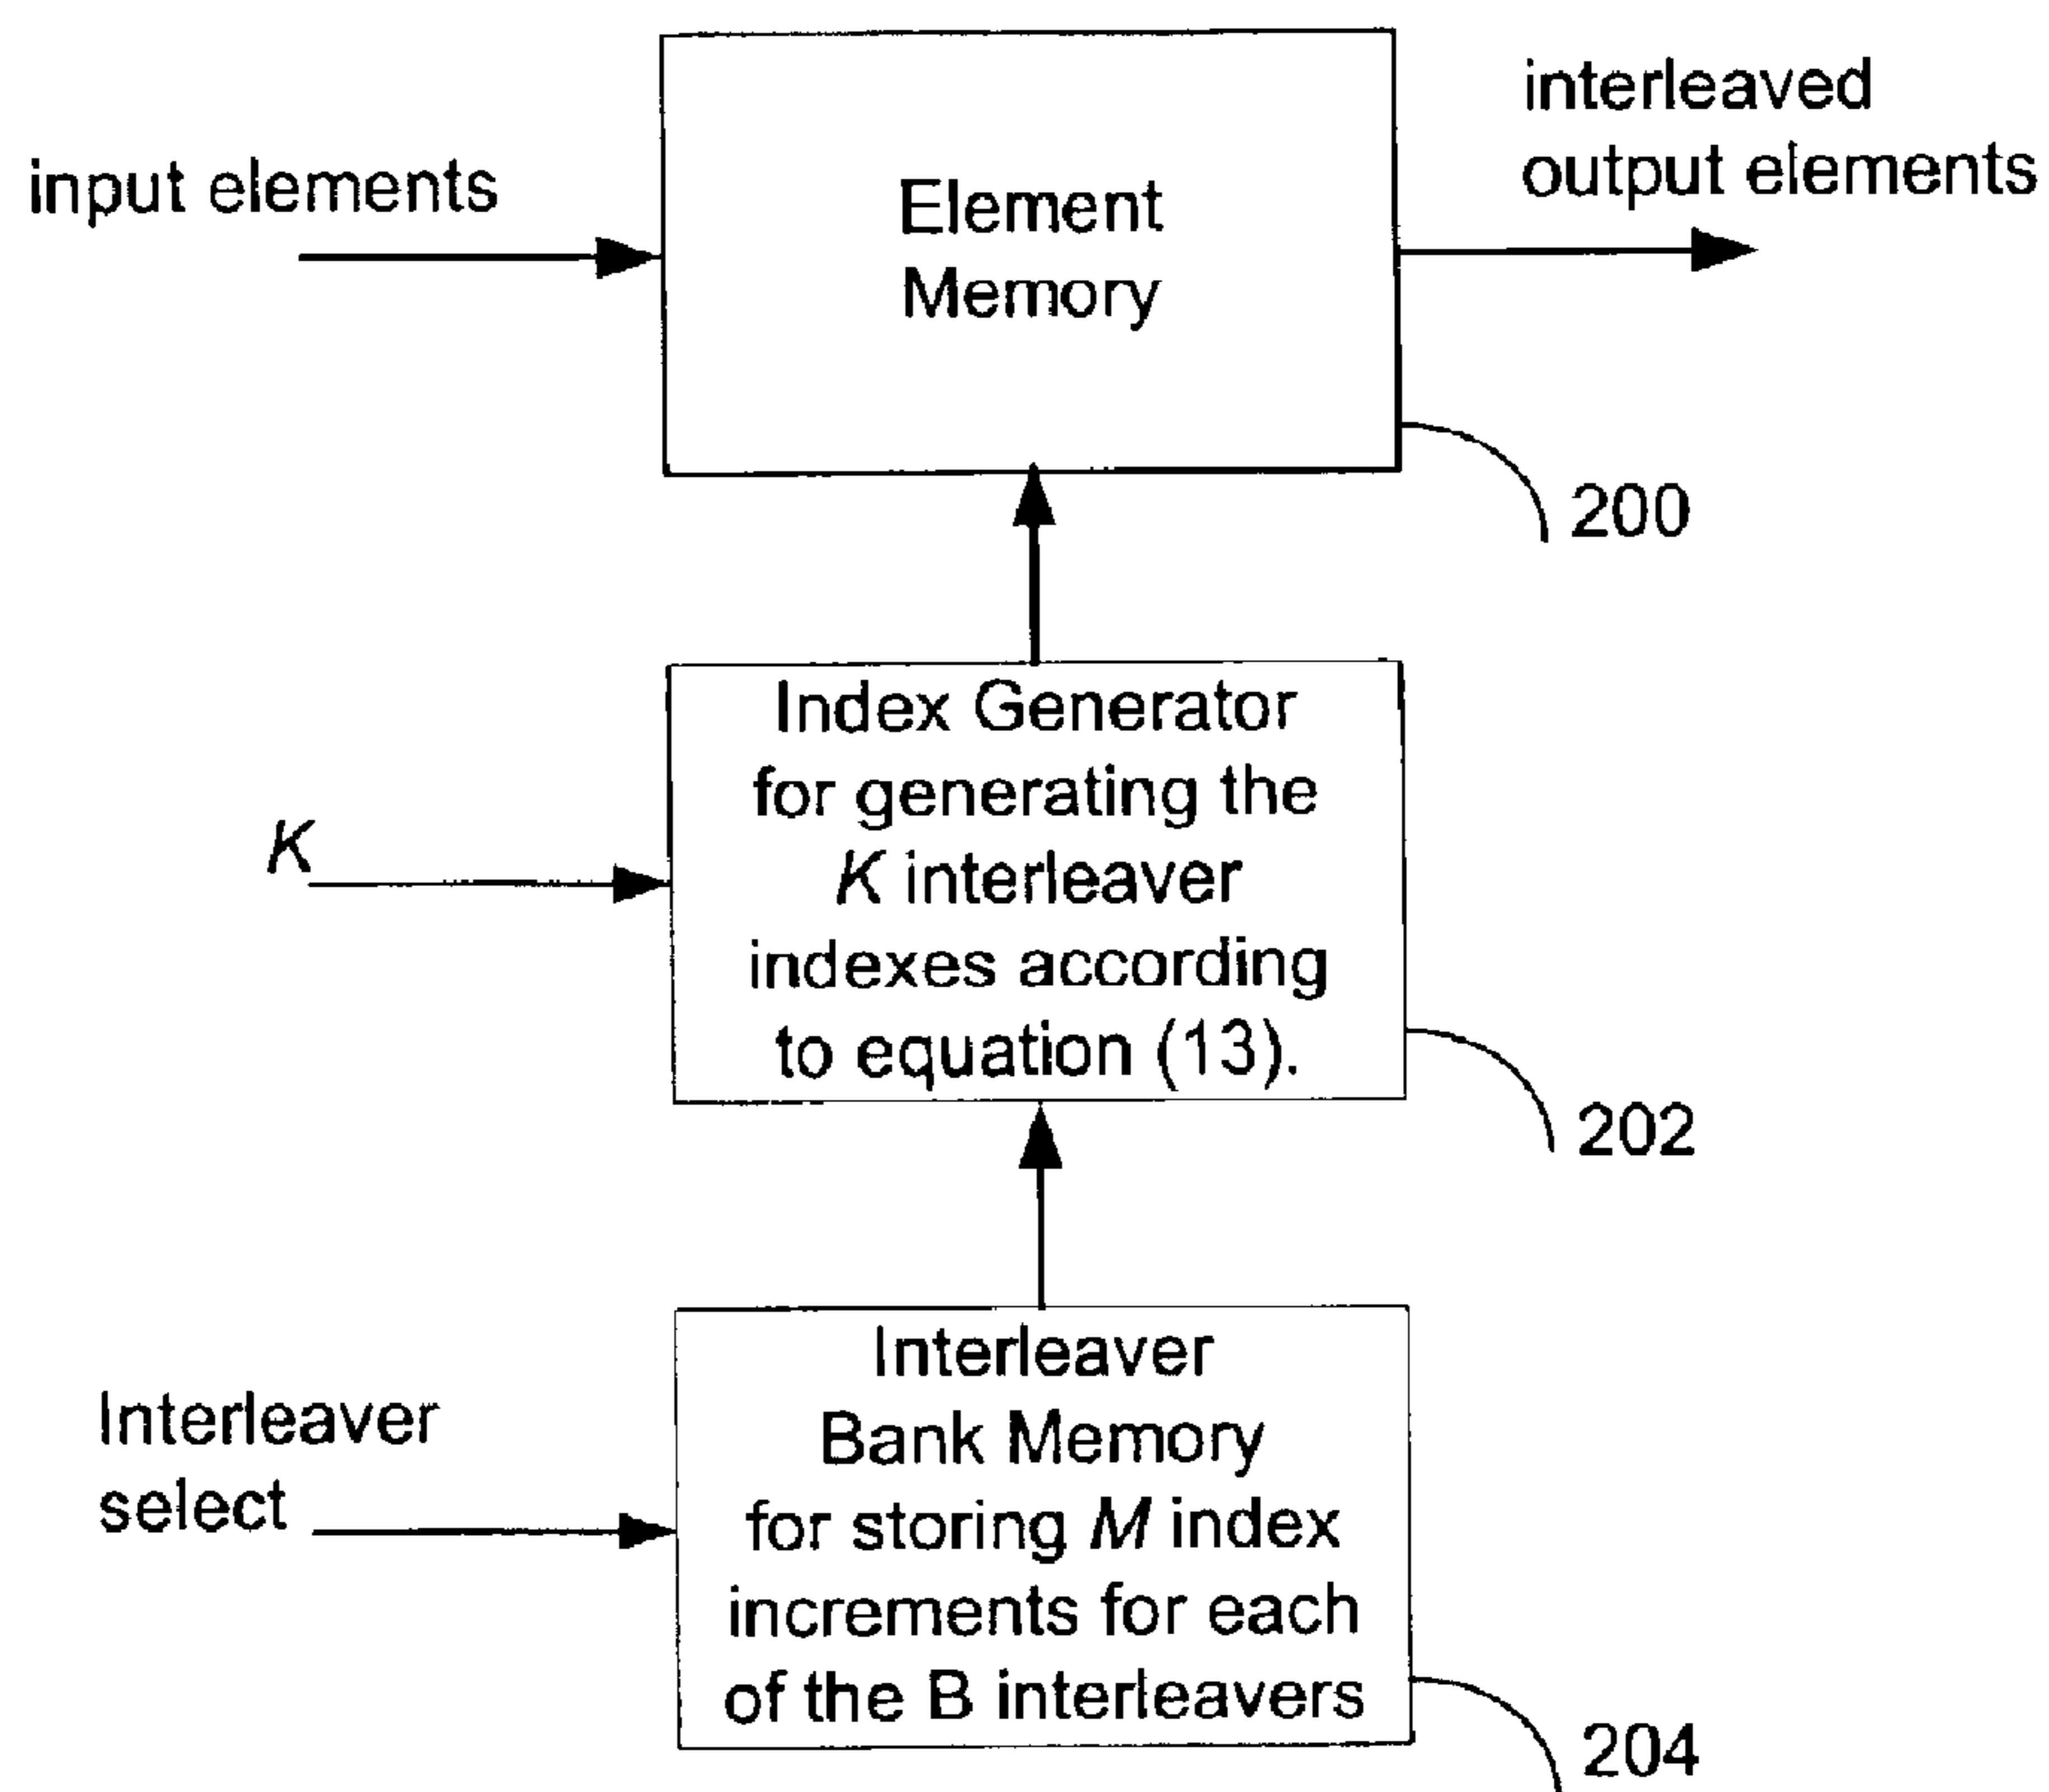 input elements
Element
Memory
interleaved
output elements
200
K
Index Generator
for generating the
K interleaver
indexes according
to equation (13).
202
Interleaver
select
Interleaver
Bank Memory
for storing M index
increments for each
of the B interleavers
204